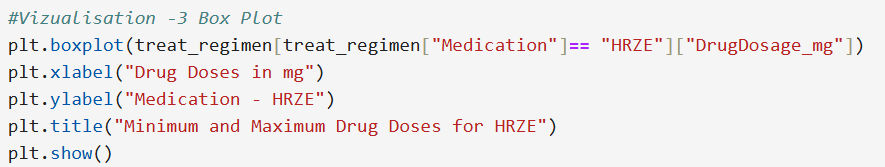 #Vizualisation -3 Box Plot
plt.boxplot(treat_regimen[treat_regimen["Medication"]== "HRZE"]["DrugDosage_mg"])
plt.xlabel("Drug Doses in mg")
plt.ylabel("Medication - HRZE")
plt.title("Minimum and Maximum Drug Doses for HRZE")
plt.show()